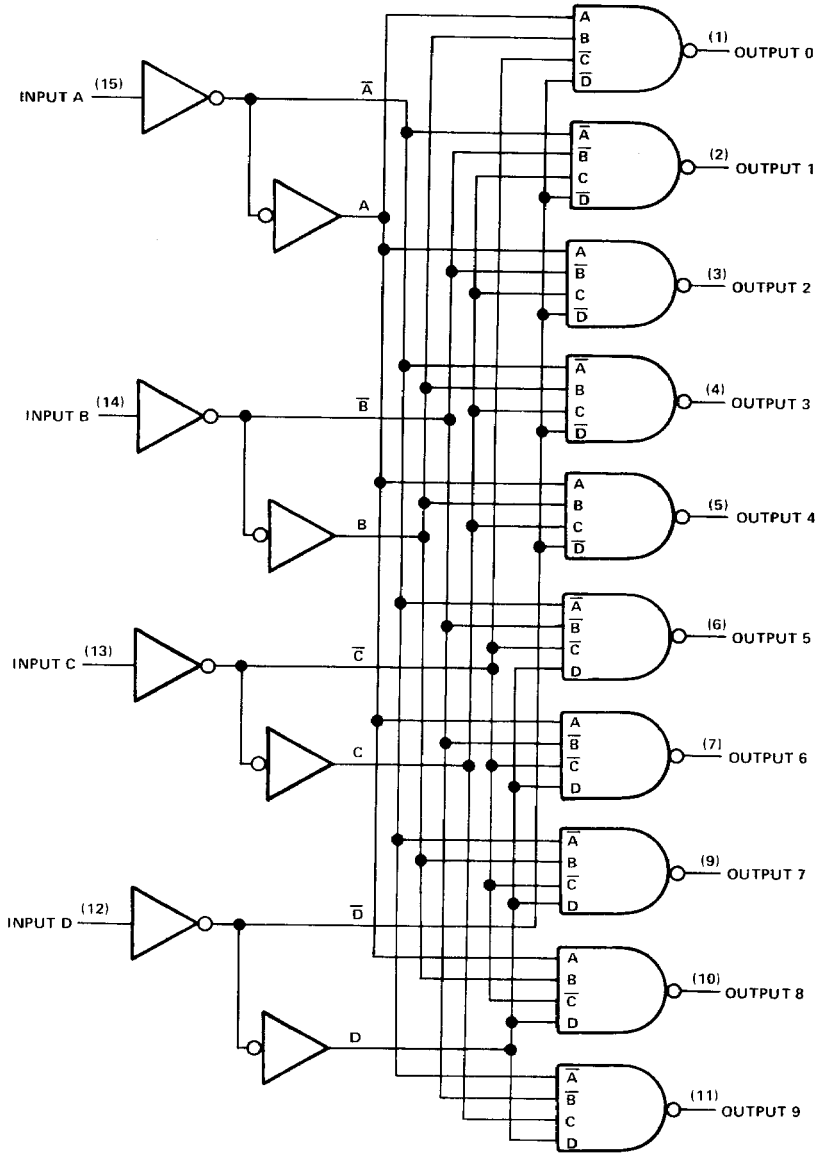 A
B
C̅
D̅
(1)
OUTPUT 0
INPUT A
(15)
A̅
A̅
B̅
C
D̅
(2)
OUTPUT 1
A
A
B̅
C
D̅
(3)
OUTPUT 2
A̅
B
C
D̅
(4)
OUTPUT 3
INPUT B
(14)
B̅
A
B
C
D̅
(5)
OUTPUT 4
B
A̅
B̅
C̅
D
(6)
OUTPUT 5
INPUT C
(13)
C̅
A
B̅
C̅
D
(7)
OUTPUT 6
C
A̅
B
C̅
D
(9)
OUTPUT 7
INPUT D
(12)
D̅
A
B
C̅
D
(10)
OUTPUT 8
D
A̅
B̅
C
D
(11)
OUTPUT 9